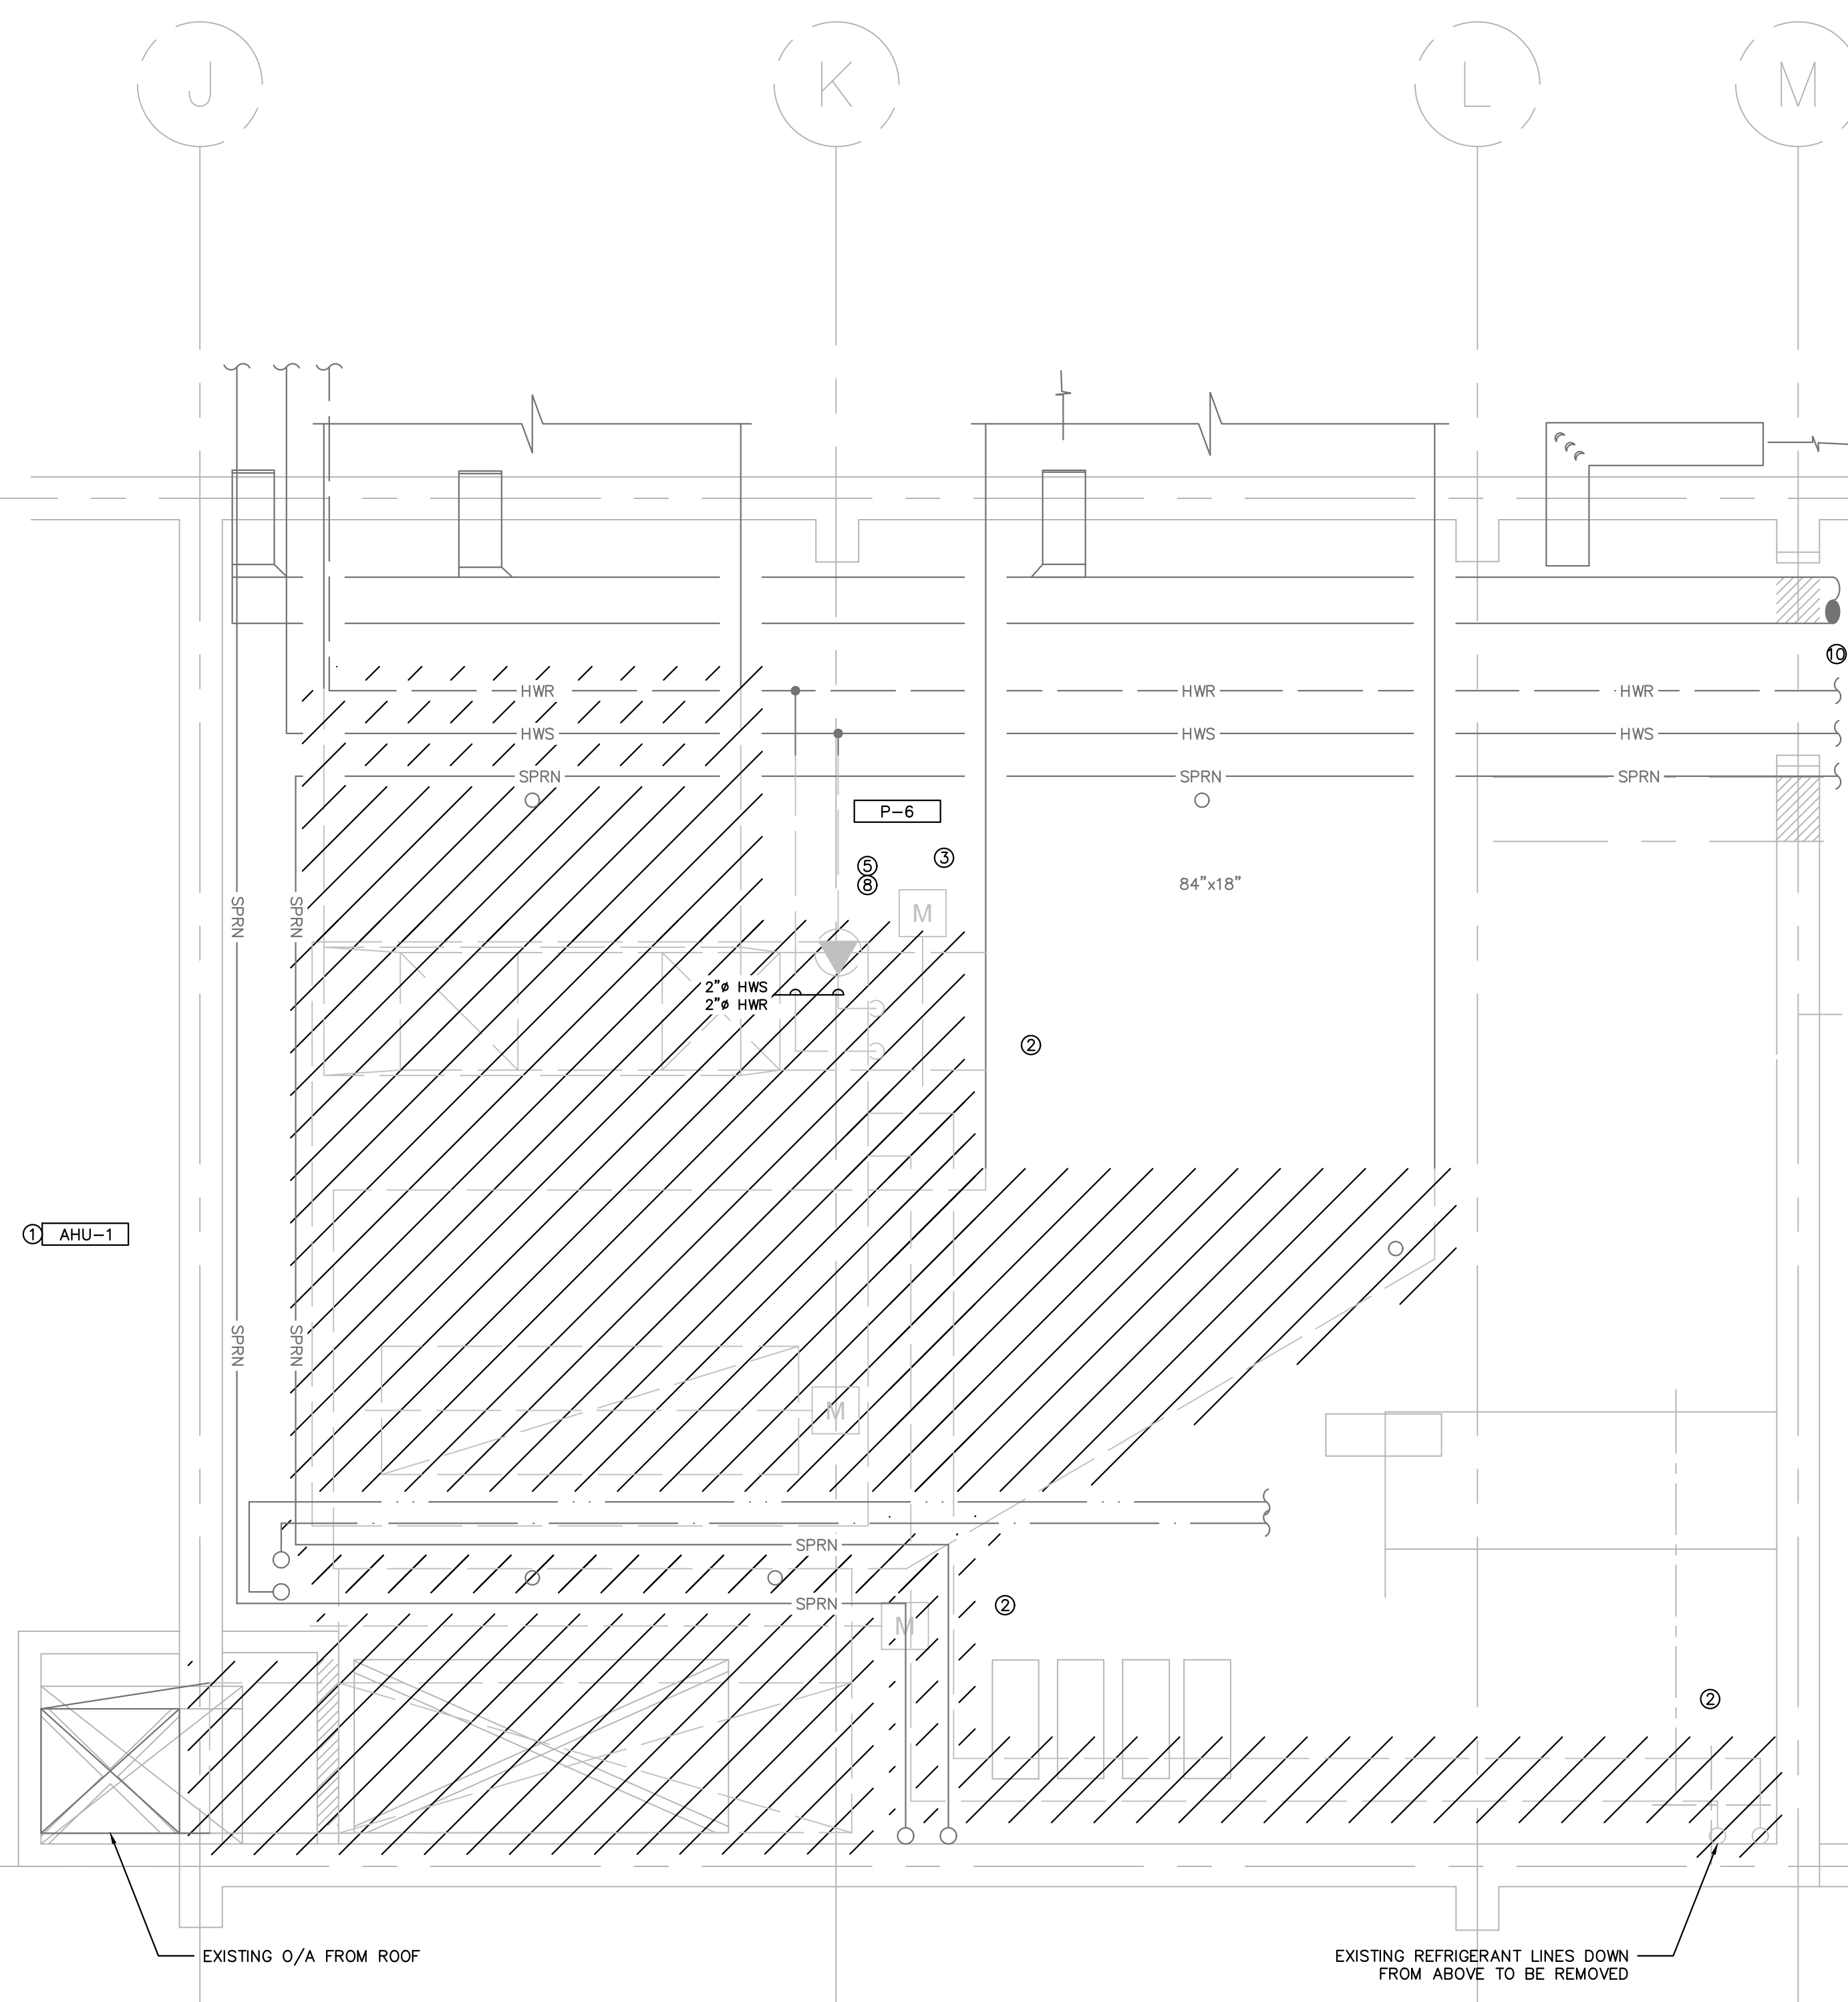 J
K
L
M
HWR
HWR
HWR
HWS
HWS
HWS
SPRN
SPRN
SPRN
P-6
10
5
3
8
84"x18"
M
SPRN
SPRN
2"ø HWS
2"ø HWR
2
1
AHU-1
SPRN
SPRN
M
SPRN
SPRN
2
M
2
EXISTING O/A FROM ROOF
EXISTING REFRIGERANT LINES DOWN
FROM ABOVE TO BE REMOVED